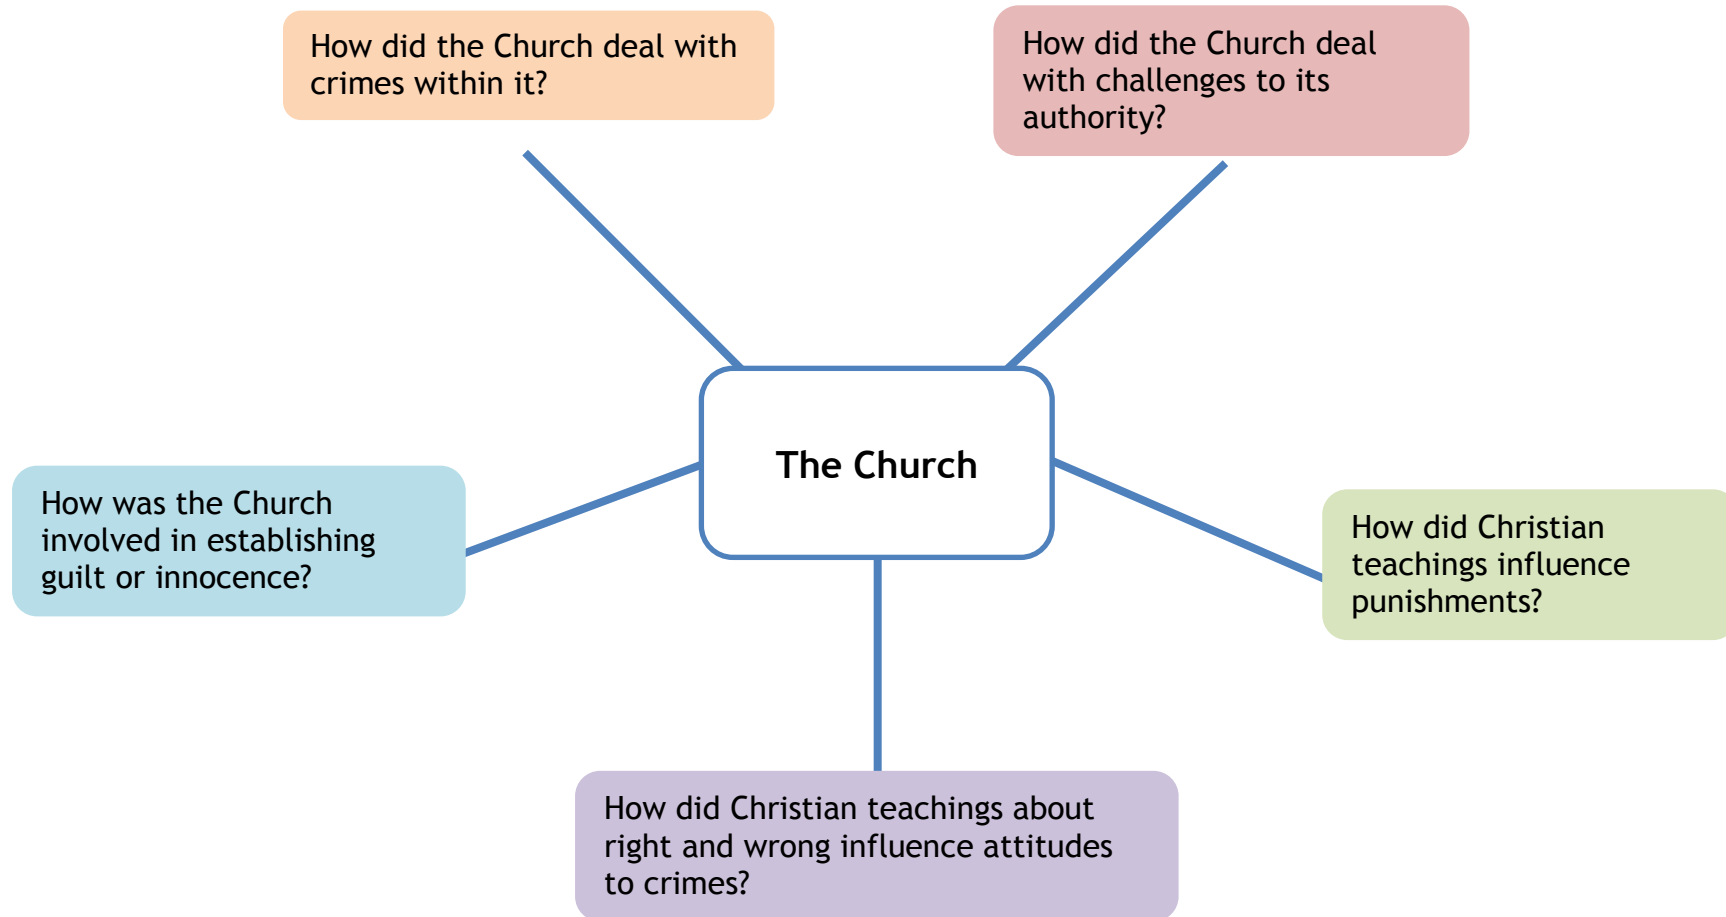 How did the Church deal with
crimes within it?
How did the Church deal
with challenges to its
authority?
The Church
How was the Church
involved in establishing
guilt or innocence?
How did Christian
teachings influence
punishments?
How did Christian teachings about
right and wrong influence attitudes
to crimes?